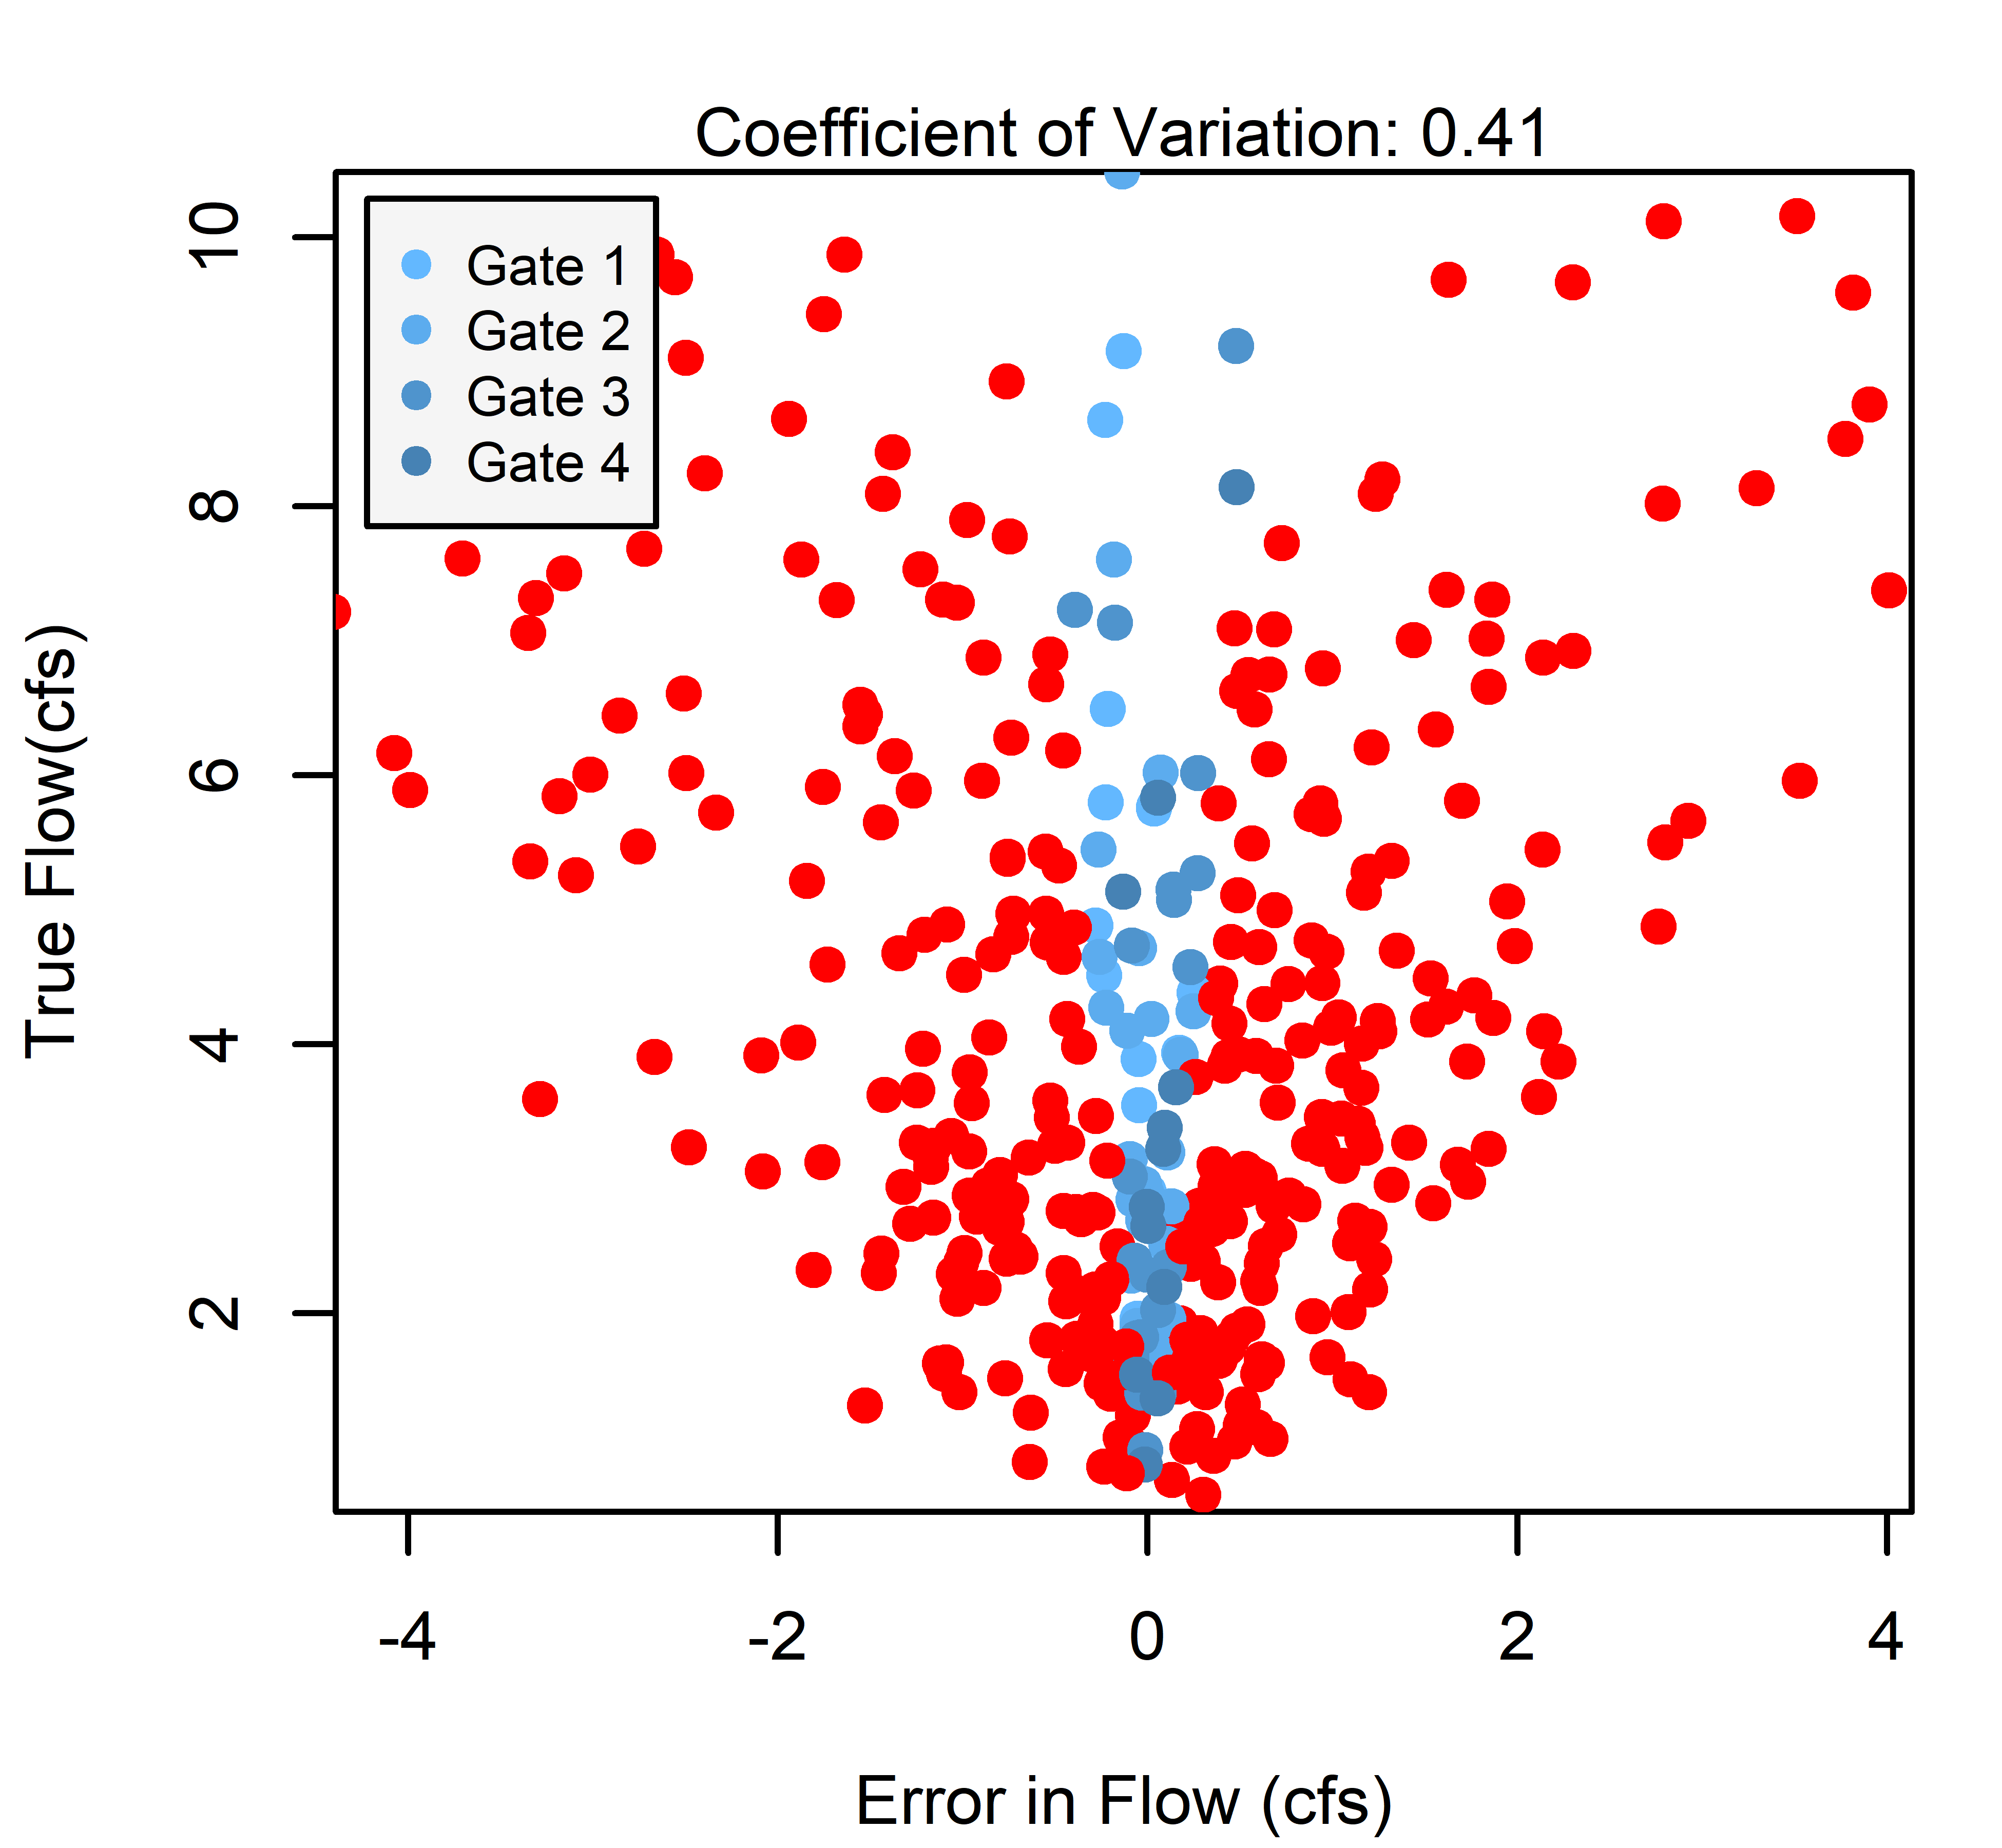 Coefficient of Variation: 0.41
Gate 1
Gate 2
Gate 3
Gate 4
True Flow(cfs)
10
8
6
4
2
-4 -2 0 2 4
Error in Flow (cfs)